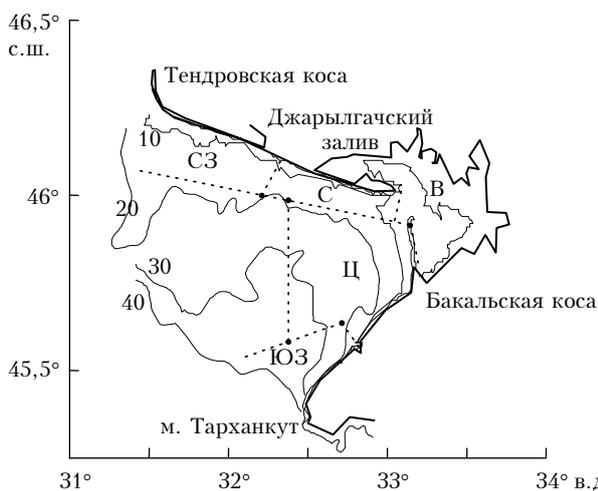 46,5°
с.ш.
Тендровская коса
Джарылгачский
залив
10
СЗ
С
В
46°
20
Ц
30
40
Бакальская коса
ЮЗ
45,5°
м. Тарханкут
31°
32°
33°
34° в.д